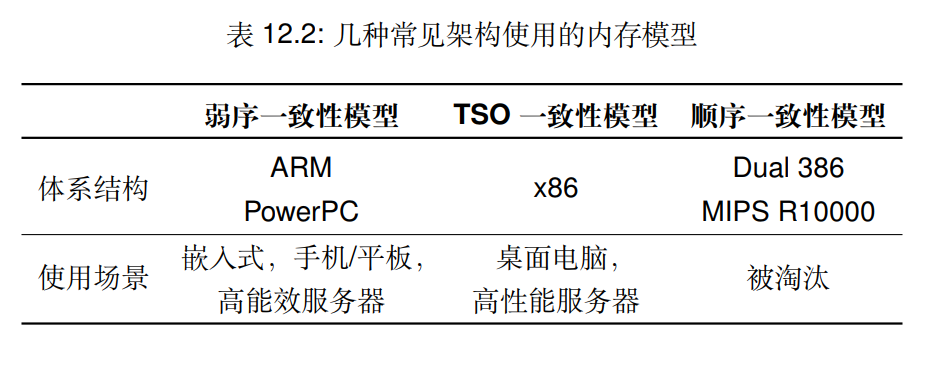 表 12.2: 几种常见架构使用的内存模型
弱序一致性模型 TSO 一致性模型 顺序一致性模型
体系结构 ARM PowerPC x86 Dual 386 MIPS R10000
使用场景 嵌入式，手机/平板，高能效服务器 桌面电脑，高性能服务器 被淘汰